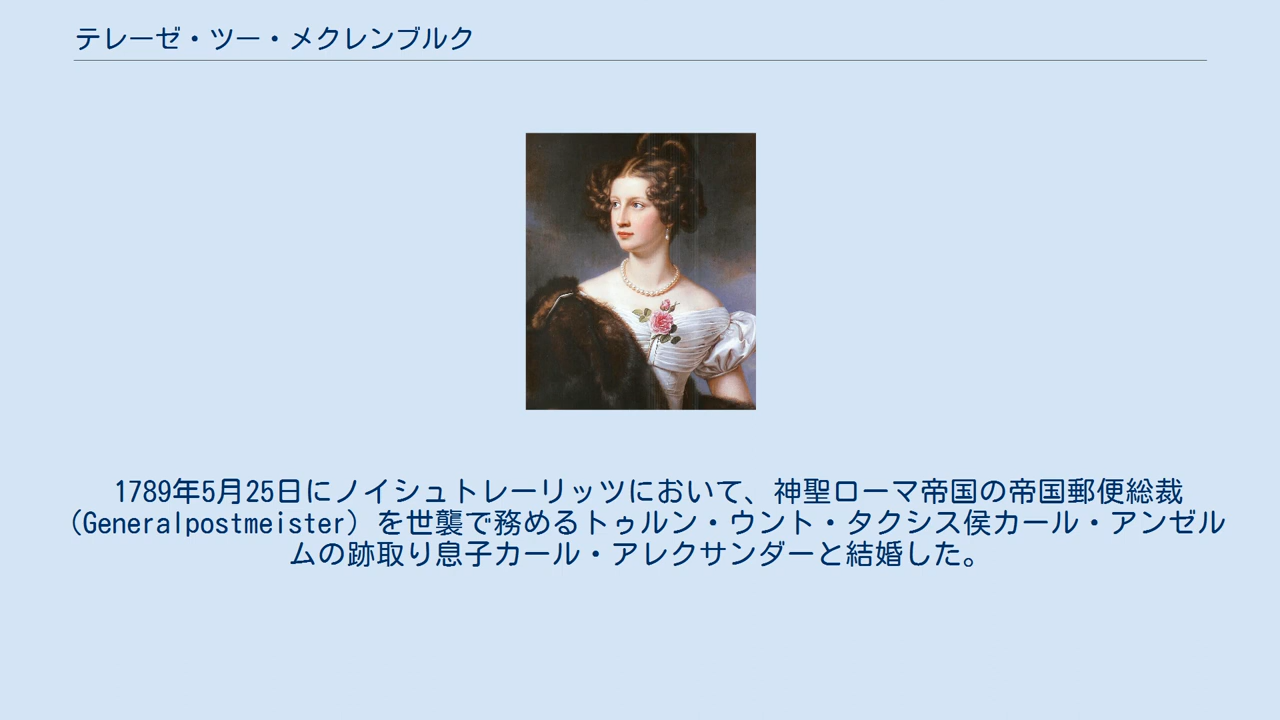 テレーゼ・ツー・メクレンブルク
1789年5月25日にノイシュトレーリッツにおいて、神聖ローマ帝国の帝国郵便総裁
（Generalpostmeister）を世襲で務めるトゥルン・ウント・タクシス侯カール・アンゼル
ムの跡取り息子カール・アレクサンダーと結婚した。